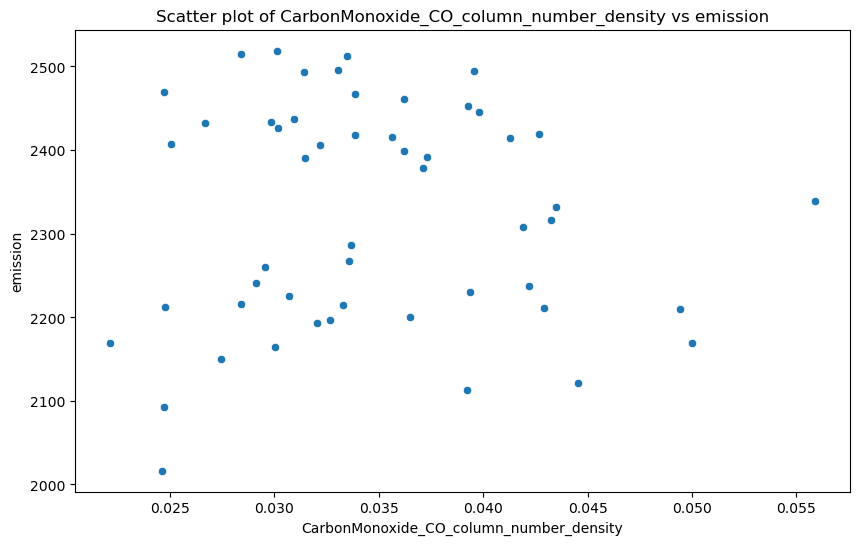 Scatter plot of CarbonMonoxide_CO_column_number_density vs emission
2500
2400
2300
2200
2100
2000
emission
0.025 0.030 0.035 0.040 0.045 0.050 0.055
CarbonMonoxide_CO_column_number_density